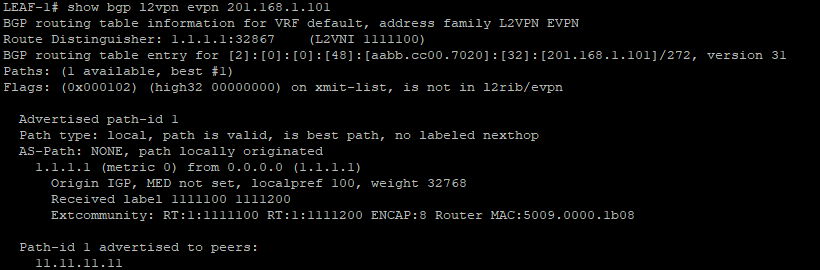 LEAF-1# show bgp l2vpn evpn 201.168.1.101
BGP routing table information for VRF default, address family L2VPN EVPN
Route Distinguisher: 1.1.1.1:32867    (L2VNI 1111100)
BGP routing table entry for [2]:[0]:[0]:[48]:[aabb.cc00.7020]:[32]:[201.168.1.101]/272, version 31
Paths: (1 available, best #1)
Flags: (0x000102) (high32 00000000) on xmit-list, is not in l2rib/evpn
Advertised path-id 1
Path type: local, path is valid, is best path, no labeled nexthop
AS-Path: NONE, path locally originated
1.1.1.1 (metric 0) from 0.0.0.0 (1.1.1.1)
Origin IGP, MED not set, localpref 100, weight 32768
Received label 1111100 1111200
Extcommunity: RT:1:1111100 RT:1:1111200 ENCAP:8 Router MAC:5009.0000.1b08
Path-id 1 advertised to peers:
11.11.11.11